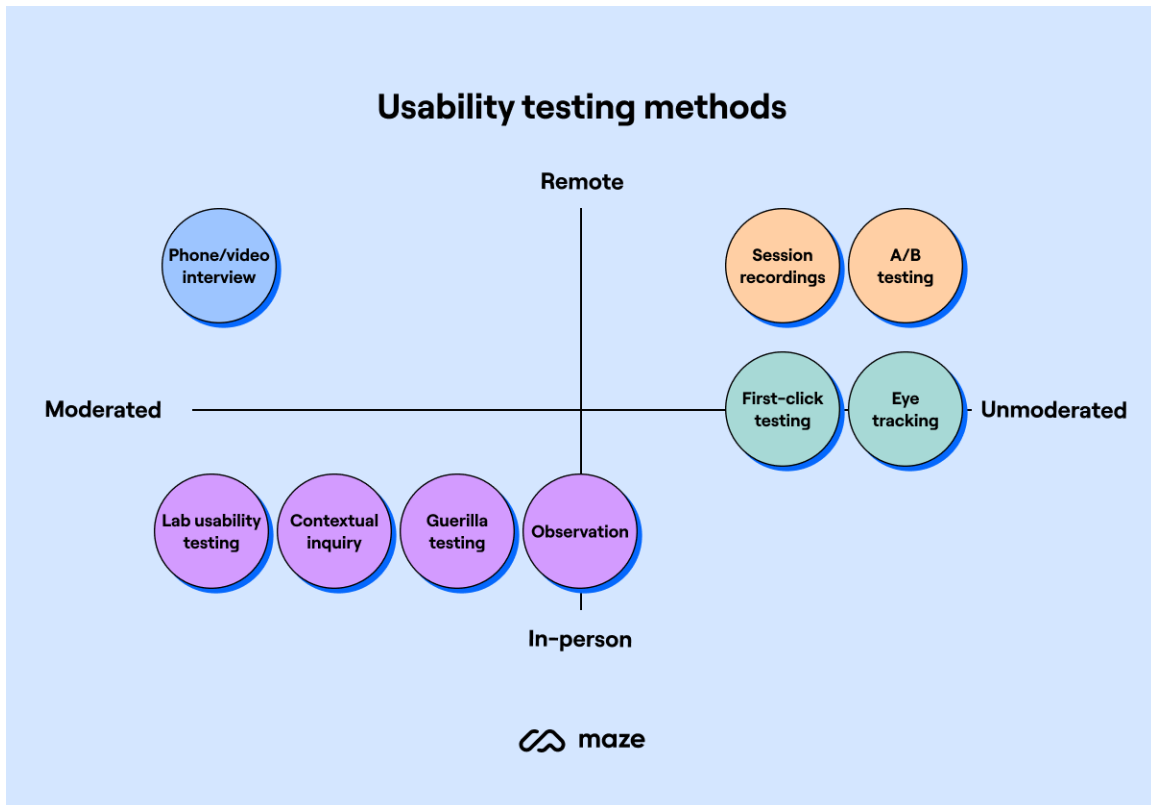 Usability testing methods
Remote
Phone/video
interview
Session
recordings
A/B
testing
Moderated
First-click
testing
Eye
tracking
Unmoderated
Lab usability
testing
Contextual
inquiry
Guerilla
testing
Observation
In-person
maze